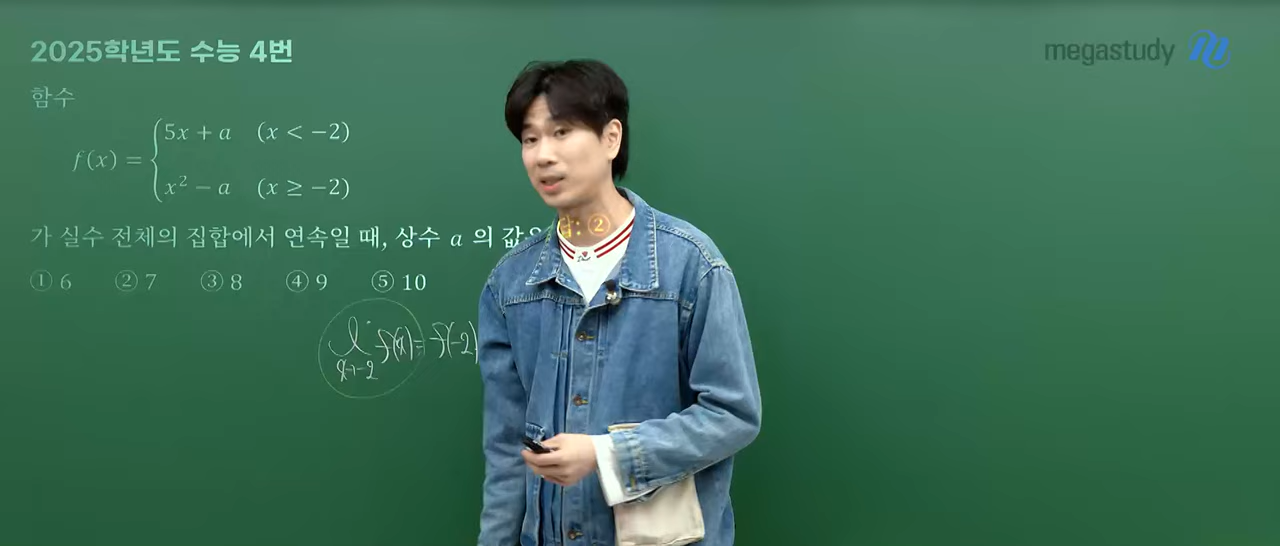 2025학년도 수능 4번
megastudy
함수
f(x) = { 5x + a (x < −2)
x² − a (x ≥ −2)
가 실수 전체의 집합에서 연속일 때, 상수 a 의 값은
답: ②
① 6 ② 7 ③ 8 ④ 9 ⑤ 10
lim f(x) = f(-2)
x→-2